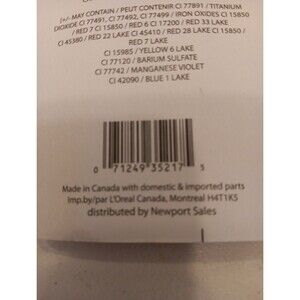 (+/- MAY CONTAIN / PEUT CONTENIR CI 77891 / TITANIUM
DIOXIDE CI 77491, CI 77492, CI 77499 / IRON OXIDES CI 15850
/ RED 7 CI 15850 / RED 6 CI 17200 / RED 33 LAKE
CI 45380 / RED 22 LAKE CI 45410 / RED 28 LAKE CI 15850 /
RED 7 LAKE
CI 15985 / YELLOW 6 LAKE
CI 77120 / BARIUM SULFATE
CI 77742 / MANGANESE VIOLET
CI 42090 / BLUE 1 LAKE
0 71249 35217 5
Made in Canada with domestic & imported parts
Imp.by/par L'Oreal Canada, Montreal H4T1K5
distributed by Newport Sales